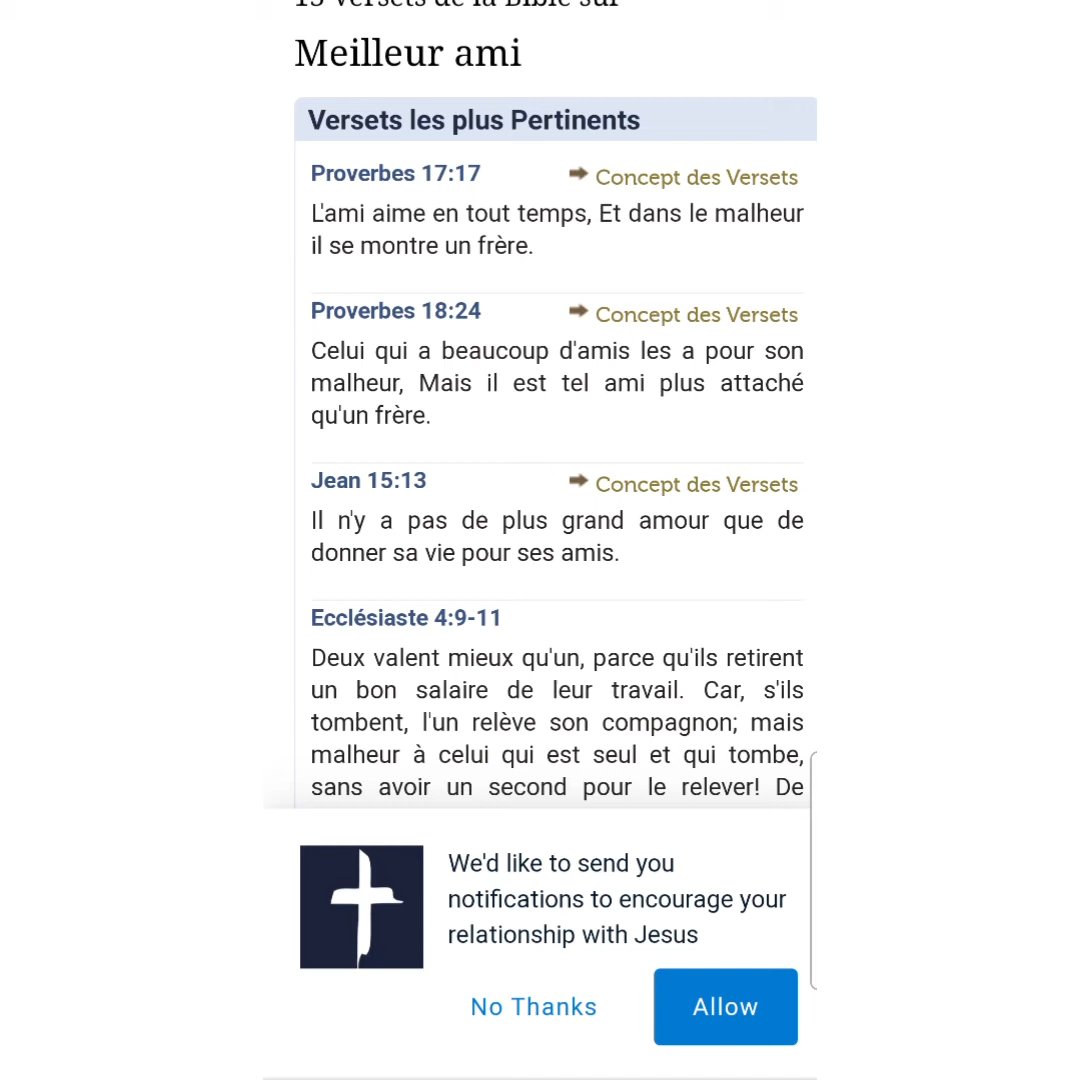 15 Versets de la Bible sur
Meilleur ami
Versets les plus Pertinents
Proverbes 17:17
Concept des Versets
L'ami aime en tout temps, Et dans le malheur
il se montre un frère.
Proverbes 18:24
Concept des Versets
Celui qui a beaucoup d'amis les a pour son
malheur, Mais il est tel ami plus attaché
qu'un frère.
Jean 15:13
Concept des Versets
Il n'y a pas de plus grand amour que de
donner sa vie pour ses amis.
Ecclésiaste 4:9-11
Deux valent mieux qu'un, parce qu'ils retirent
un bon salaire de leur travail. Car, s'ils
tombent, l'un relève son compagnon; mais
malheur à celui qui est seul et qui tombe,
sans avoir un second pour le relever! De
We'd like to send you
notifications to encourage your
relationship with Jesus
No Thanks
Allow